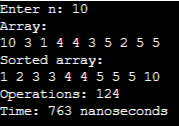 Enter n: 10
Array:
10 3 1 4 4 3 5 2 5 5
Sorted array:
1 2 3 3 4 4 5 5 5 10
Operations: 124
Time: 763 nanoseconds